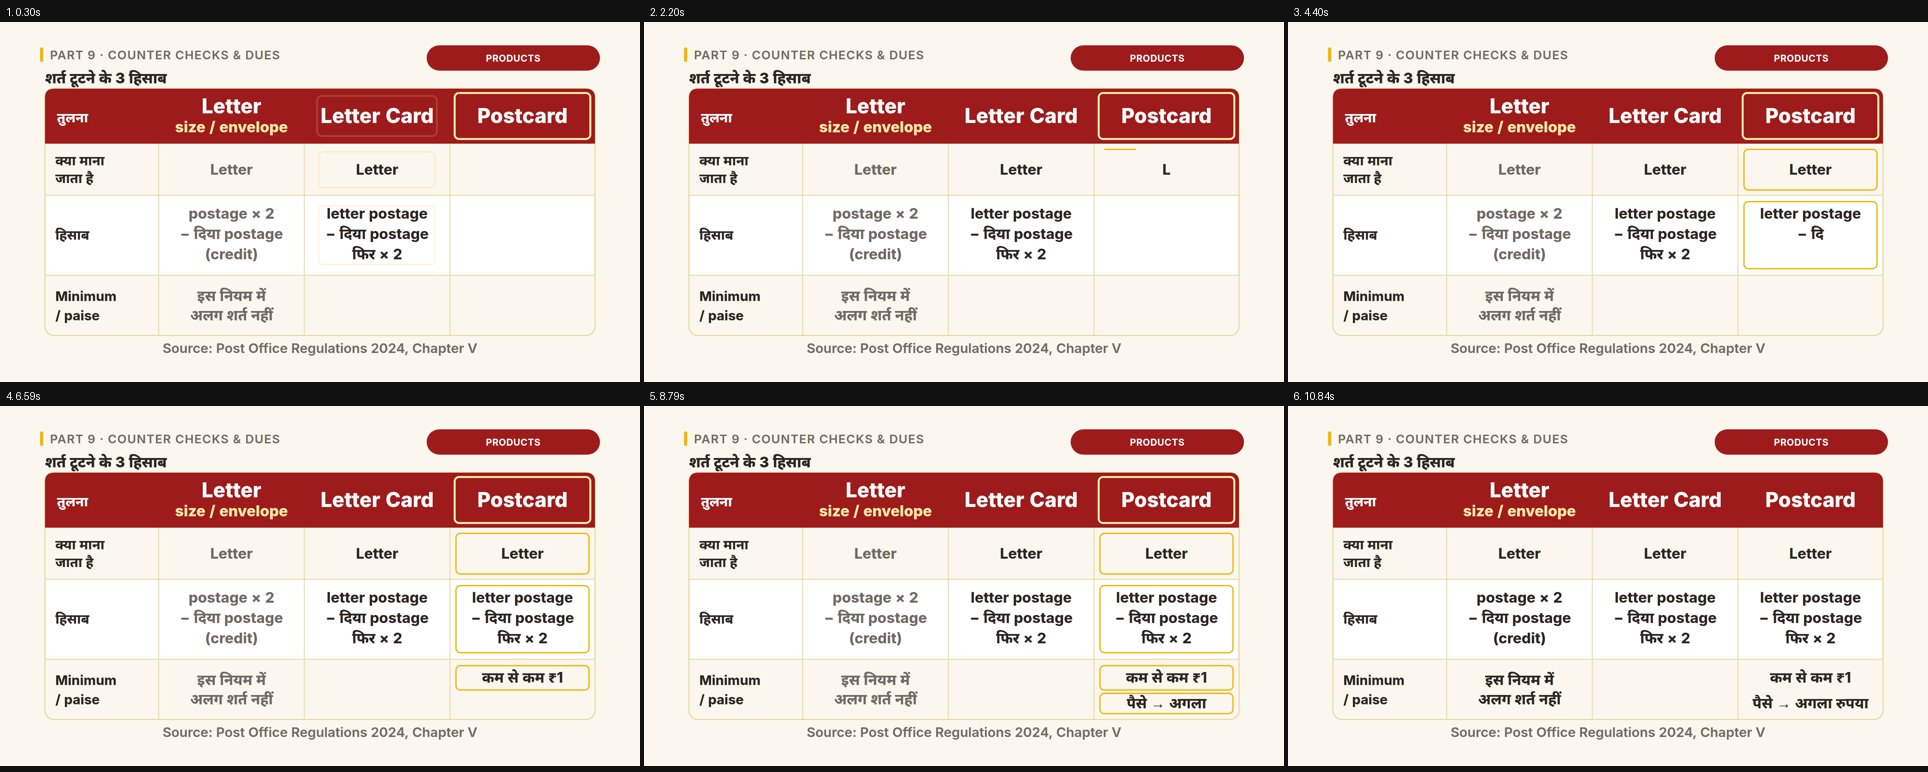 1. 0.30s
PART 9 · COUNTER CHECKS & DUES
PRODUCTS
शर्त टूटने के 3 हिसाब
तुलना
Letter
size / envelope
Letter Card
Postcard
क्या माना
जाता है
Letter
Letter
हिसाब
postage × 2
– दिया postage
(credit)
letter postage
– दिया postage
फिर × 2
Minimum
/ paise
इस नियम में
अलग शर्त नहीं
Source: Post Office Regulations 2024, Chapter V
2. 2.20s
PART 9 · COUNTER CHECKS & DUES
PRODUCTS
शर्त टूटने के 3 हिसाब
तुलना
Letter
size / envelope
Letter Card
Postcard
क्या माना
जाता है
Letter
Letter
L
हिसाब
postage × 2
– दिया postage
(credit)
letter postage
– दिया postage
फिर × 2
Minimum
/ paise
इस नियम में
अलग शर्त नहीं
Source: Post Office Regulations 2024, Chapter V
3. 4.40s
PART 9 · COUNTER CHECKS & DUES
PRODUCTS
शर्त टूटने के 3 हिसाब
तुलना
Letter
size / envelope
Letter Card
Postcard
क्या माना
जाता है
Letter
Letter
Letter
हिसाब
postage × 2
– दिया postage
(credit)
letter postage
– दिया postage
फिर × 2
letter postage
– दि
Minimum
/ paise
इस नियम में
अलग शर्त नहीं
Source: Post Office Regulations 2024, Chapter V
4. 6.59s
PART 9 · COUNTER CHECKS & DUES
PRODUCTS
शर्त टूटने के 3 हिसाब
तुलना
Letter
size / envelope
Letter Card
Postcard
क्या माना
जाता है
Letter
Letter
Letter
हिसाब
postage × 2
– दिया postage
(credit)
letter postage
– दिया postage
फिर × 2
letter postage
– दिया postage
फिर × 2
Minimum
/ paise
इस नियम में
अलग शर्त नहीं
कम से कम ₹1
Source: Post Office Regulations 2024, Chapter V
5. 8.79s
PART 9 · COUNTER CHECKS & DUES
PRODUCTS
शर्त टूटने के 3 हिसाब
तुलना
Letter
size / envelope
Letter Card
Postcard
क्या माना
जाता है
Letter
Letter
Letter
हिसाब
postage × 2
– दिया postage
(credit)
letter postage
– दिया postage
फिर × 2
letter postage
– दिया postage
फिर × 2
Minimum
/ paise
इस नियम में
अलग शर्त नहीं
कम से कम ₹1
पैसे → अगला
Source: Post Office Regulations 2024, Chapter V
6. 10.84s
PART 9 · COUNTER CHECKS & DUES
PRODUCTS
शर्त टूटने के 3 हिसाब
तुलना
Letter
size / envelope
Letter Card
Postcard
क्या माना
जाता है
Letter
Letter
Letter
हिसाब
postage × 2
– दिया postage
(credit)
letter postage
– दिया postage
फिर × 2
letter postage
– दिया postage
फिर × 2
Minimum
/ paise
इस नियम में
अलग शर्त नहीं
कम से कम ₹1
पैसे → अगला रुपया
Source: Post Office Regulations 2024, Chapter V